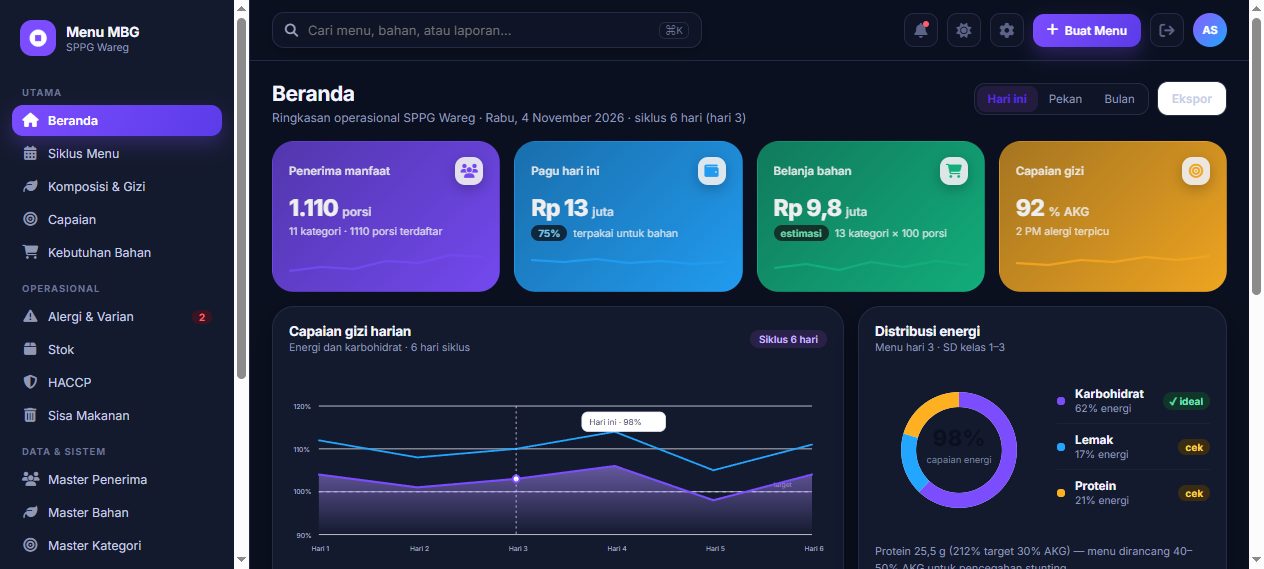 Menu MBG
SPPG Wareg
UTAMA
Beranda
Siklus Menu
Komposisi & Gizi
Capaian
Kebutuhan Bahan
OPERASIONAL
Alergi & Varian 2
Stok
HACCP
Sisa Makanan
DATA & SISTEM
Master Penerima
Master Bahan
Master Kategori
Cari menu, bahan, atau laporan... ⌘K
+ Buat Menu
AS
Beranda
Ringkasan operasional SPPG Wareg · Rabu, 4 November 2026 · siklus 6 hari (hari 3)
Hari ini Pekan Bulan Ekspor
Penerima manfaat
1.110 porsi
11 kategori · 1110 porsi terdaftar
Pagu hari ini
Rp 13 juta
75% terpakai untuk bahan
Belanja bahan
Rp 9,8 juta
estimasi 13 kategori × 100 porsi
Capaian gizi
92 % AKG
2 PM alergi terpicu
Capaian gizi harian
Energi dan karbohidrat · 6 hari siklus
Siklus 6 hari
120%
110%
100%
90%
Hari ini · 98%
target
Hari 1 Hari 2 Hari 3 Hari 4 Hari 5 Hari 6
Distribusi energi
Menu hari 3 · SD kelas 1–3
98%
capaian energi
Karbohidrat
62% energi
✓ ideal
Lemak
17% energi
cek
Protein
21% energi
cek
Protein 25,5 g (212% target 30% AKG) — menu dirancang 40–
50% AKG untuk pencegahan stunting.